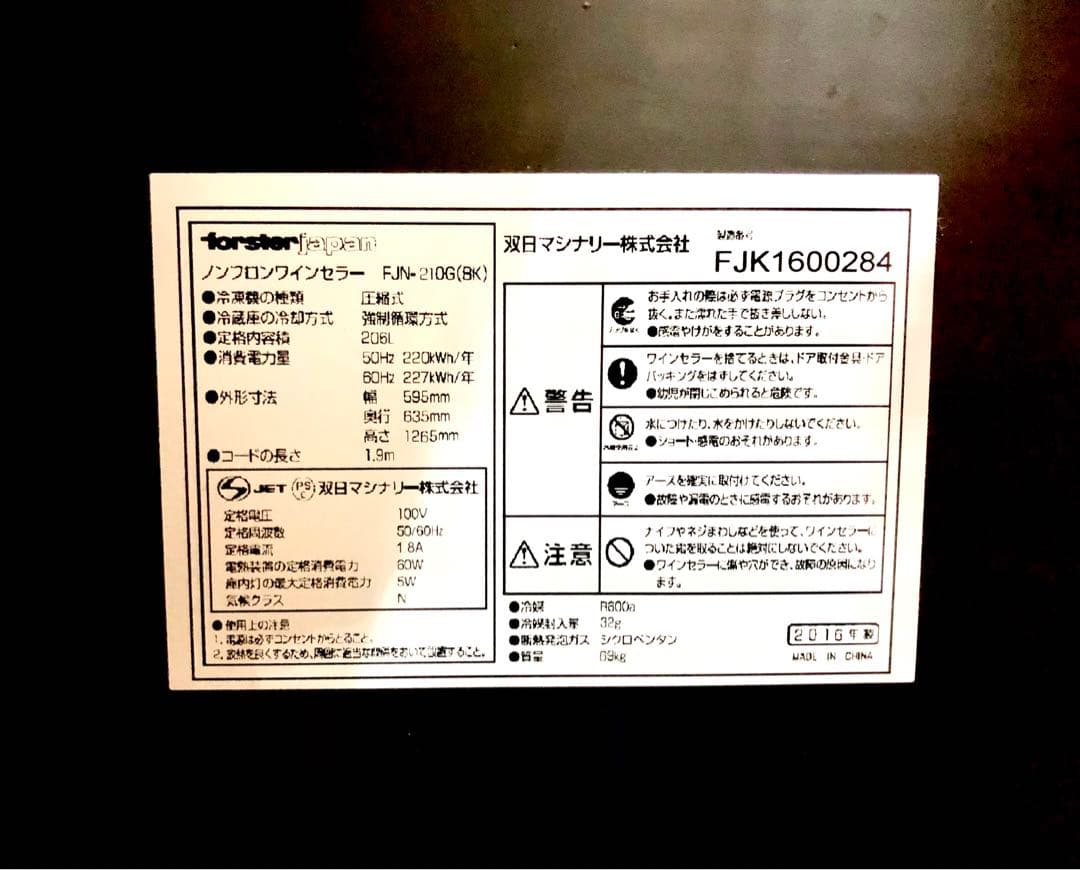 forsterjapan
ノンフロンワインセラー FJN-210G(BK)
●冷凍機の種類 圧縮式
●冷蔵室の冷却方式 強制循環方式
●定格内容積 206L
●消費電力量 50Hz 220kWh/年
60Hz 227kWh/年
●外形寸法 幅 595mm
奥行 635mm
高さ 1265mm
●コードの長さ 1.9m
JET PSE 双日マシナリー株式会社
定格電圧 100V
定格周波数 50/60Hz
定格電流 1.8A
電熱装置の定格消費電力 60W
庫内灯の最大定格消費電力 5W
気候クラス N
●使用上の注意
1. 電源は必ずコンセントからとること。
2. 放熱を良くするため、周囲に適当な間隔をおいて設置すること。
双日マシナリー株式会社
製造番号
FJK1600284
警告
お手入れの際は必ず電源プラグをコンセントから
抜く。また濡れた手で抜き差ししない。
●感電やけがをすることがあります。
ワインセラーを捨てるときは、ドア取付金具・ドア
パッキングをはずしてください。
●幼児が閉じこめられると危険です。
水につけたり、水をかけたりしないでください。
●ショート・感電のおそれがあります。
アースを確実に取付けてください。
アース
●故障や漏電のときに感電するおそれがあります。
注意
ナイフやネジまわしなどを使って、ワインセラーに
ついた霜を取ることは絶対にしないでください。
●ワインセラーに傷や穴ができ、故障の原因になり
ます。
●冷媒 R600a
●冷媒封入量 32g
●断熱発泡ガス シクロペンタン
●質量 69kg
2016年製
MADE IN CHINA